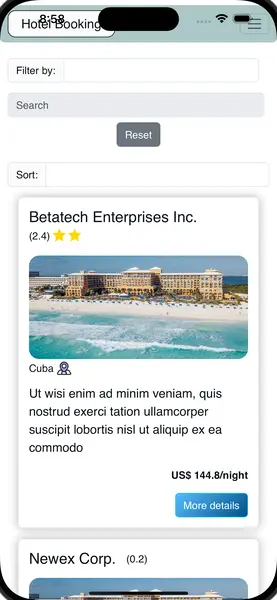 8:58
Hotel Booking
Filter by:
Search
Reset
Sort:
Betatech Enterprises Inc.
(2.4)
Cuba
Ut wisi enim ad minim veniam, quis
nostrud exerci tation ullamcorper
suscipit lobortis nisl ut aliquip ex ea
commodo
US$ 144.8/night
More details
Newex Corp. (0.2)